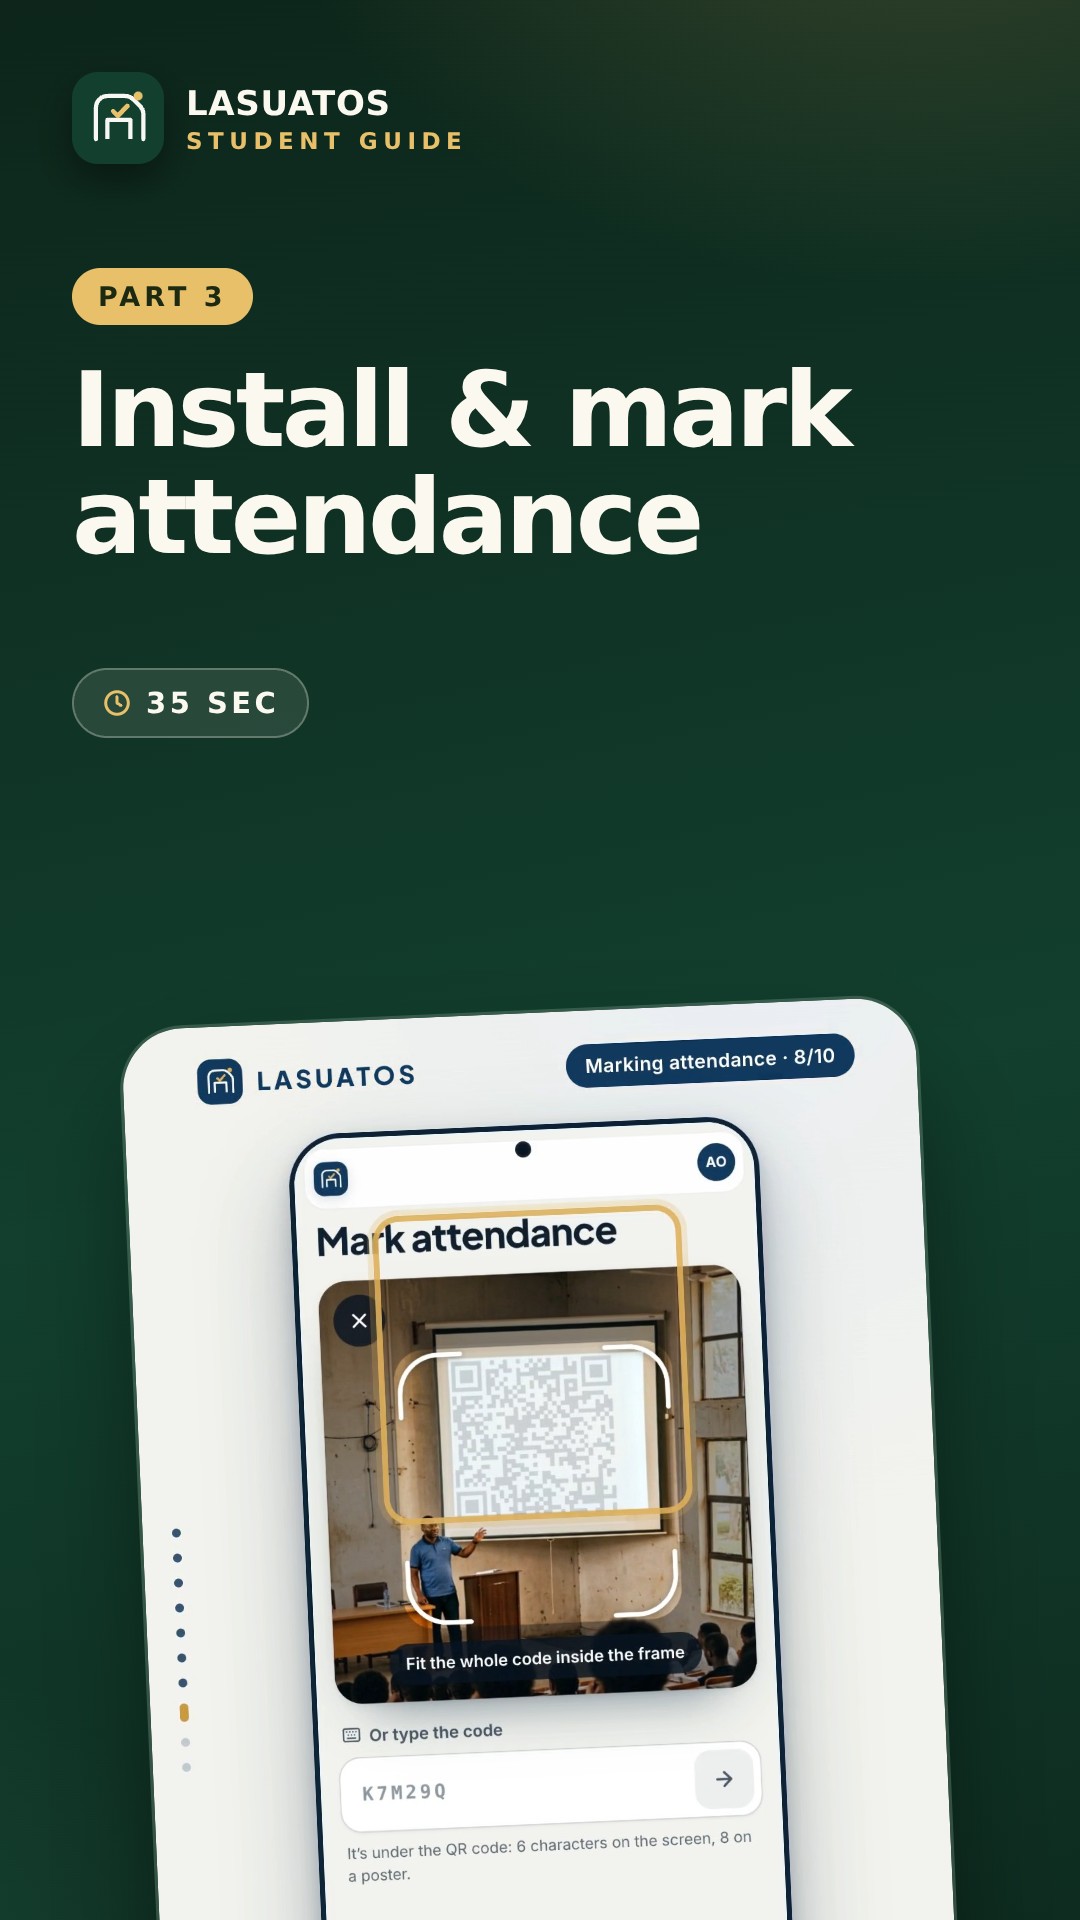 LASUATOS
STUDENT GUIDE
PART 3
Install & mark
attendance
35 SEC
LASUATOS
Marking attendance · 8/10
AO
Mark attendance
Fit the whole code inside the frame
Or type the code
K7M29Q
It's under the QR code: 6 characters on the screen, 8 on
a poster.